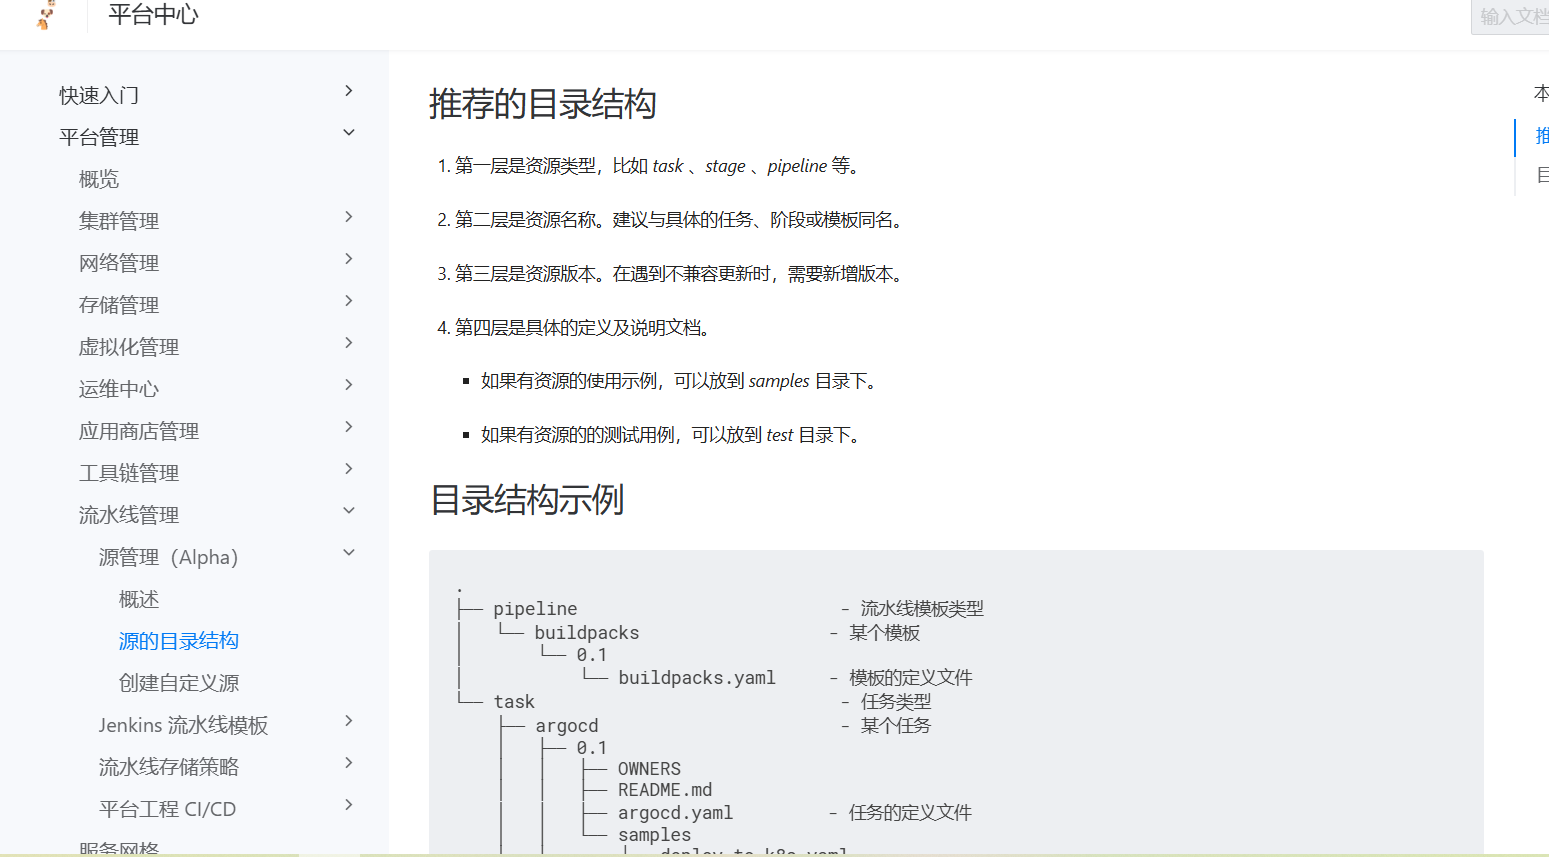 平台中心
输入文档
快速入门
平台管理
概览
集群管理
网络管理
存储管理
虚拟化管理
运维中心
应用商店管理
工具链管理
流水线管理
源管理（Alpha）
概述
源的目录结构
创建自定义源
Jenkins 流水线模板
流水线存储策略
平台工程 CI/CD
服务网格
推荐的目录结构
1. 第一层是资源类型，比如 task 、stage 、pipeline 等。
2. 第二层是资源名称。建议与具体的任务、阶段或模板同名。
3. 第三层是资源版本。在遇到不兼容更新时，需要新增版本。
4. 第四层是具体的定义及说明文档。
▪ 如果有资源的使用示例，可以放到 samples 目录下。
▪ 如果有资源的的测试用例，可以放到 test 目录下。
目录结构示例
.
├── pipeline - 流水线模板类型
│   └── buildpacks - 某个模板
│       └── 0.1
│           └── buildpacks.yaml - 模板的定义文件
└── task - 任务类型
    ├── argocd - 某个任务
    │   ├── 0.1
    │   │   ├── OWNERS
    │   │   ├── README.md
    │   │   ├── argocd.yaml - 任务的定义文件
    │   │   └── samples
    │   │       └── deploy-to-k8s.yaml
本
推
目